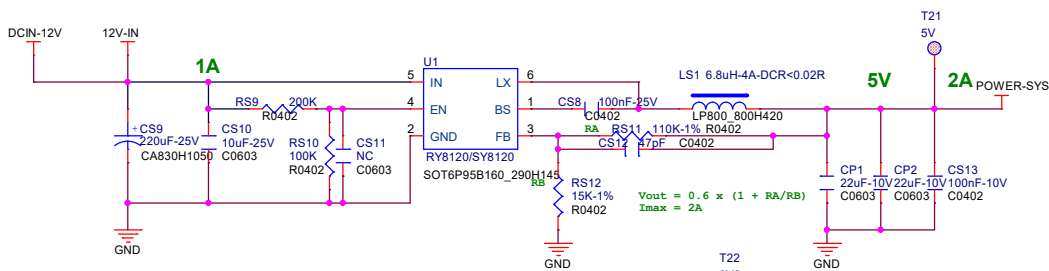 T21
5V
DCIN-12V
12V-IN
1A
U1
5
IN
LX
6
4
EN
BS
1
2
GND
FB
3
RY8120/SY8120
SOT6P95B160_290H145
RS9
200K
R0402
CS9
220uF-25V
CA830H1050
CS10
10uF-25V
C0603
RS10
100K
R0402
CS11
NC
C0603
GND
CS8
100nF-25V
C0402
LS1 6.8uH-4A-DCR<0.02R
LP800_800H420
RA
RS11
110K-1%
R0402
CS12
47pF
C0402
RB
RS12
15K-1%
R0402
GND
Vout = 0.6 x (1 + RA/RB)
Imax = 2A
5V
2A
POWER-SYS
CP1
22uF-10V
C0603
CP2
22uF-10V
C0603
CS13
100nF-10V
C0402
GND
T22